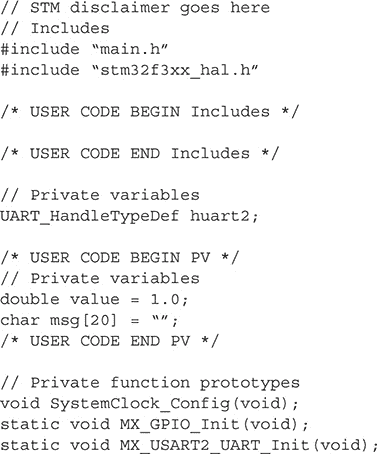 // STM disclaimer goes here
// Includes
#include “main.h”
#include “stm32f3xx_hal.h”
/* USER CODE BEGIN Includes */
/* USER CODE END Includes */
// Private variables
UART_HandleTypeDef huart2;
/* USER CODE BEGIN PV */
// Private variables
double value = 1.0;
char msg[20] = “”;
/* USER CODE END PV */
// Private function prototypes
void SystemClock_Config(void);
static void MX_GPIO_Init(void);
static void MX_USART2_UART_Init(void);